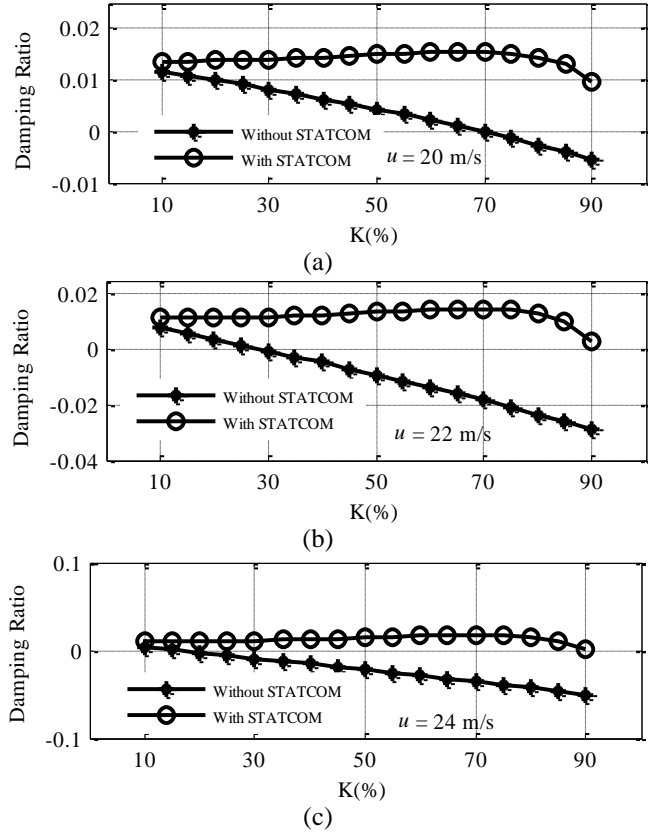 0.02
0.01
0
-0.01
Damping Ratio
Without STATCOM
With STATCOM
u = 20 m/s
10 30 50 70 90
K(%)
(a)
0.02
0
-0.02
-0.04
Damping Ratio
Without STATCOM
With STATCOM
u = 22 m/s
10 30 50 70 90
K(%)
(b)
0.1
0
-0.1
Damping Ratio
Without STATCOM
With STATCOM
u = 24 m/s
10 30 50 70 90
K(%)
(c)